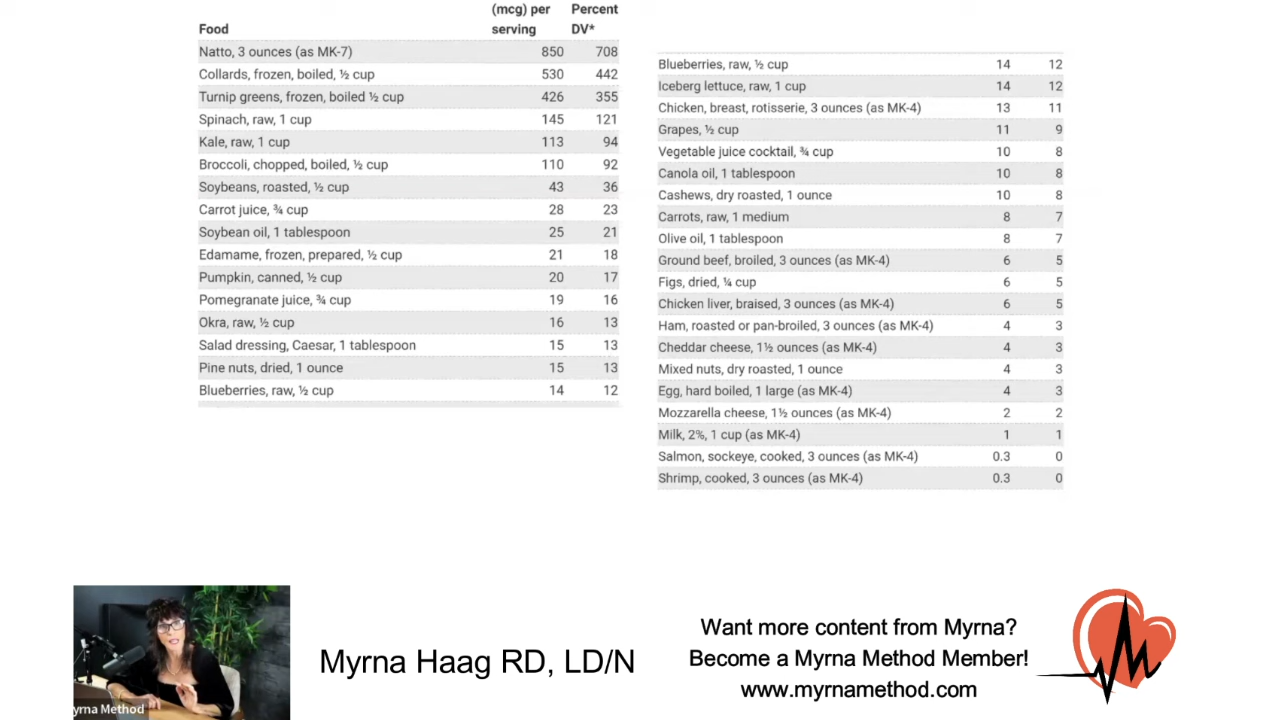 (mcg) per Percent
Food serving DV*
Natto, 3 ounces (as MK-7) 850 708
Collards, frozen, boiled, ½ cup 530 442
Turnip greens, frozen, boiled ½ cup 426 355
Spinach, raw, 1 cup 145 121
Kale, raw, 1 cup 113 94
Broccoli, chopped, boiled, ½ cup 110 92
Soybeans, roasted, ½ cup 43 36
Carrot juice, ¾ cup 28 23
Soybean oil, 1 tablespoon 25 21
Edamame, frozen, prepared, ½ cup 21 18
Pumpkin, canned, ½ cup 20 17
Pomegranate juice, ¾ cup 19 16
Okra, raw, ½ cup 16 13
Salad dressing, Caesar, 1 tablespoon 15 13
Pine nuts, dried, 1 ounce 15 13
Blueberries, raw, ½ cup 14 12
Blueberries, raw, ½ cup 14 12
Iceberg lettuce, raw, 1 cup 14 12
Chicken, breast, rotisserie, 3 ounces (as MK-4) 13 11
Grapes, ½ cup 11 9
Vegetable juice cocktail, ¾ cup 10 8
Canola oil, 1 tablespoon 10 8
Cashews, dry roasted, 1 ounce 10 8
Carrots, raw, 1 medium 8 7
Olive oil, 1 tablespoon 8 7
Ground beef, broiled, 3 ounces (as MK-4) 6 5
Figs, dried, ¼ cup 6 5
Chicken liver, braised, 3 ounces (as MK-4) 6 5
Ham, roasted or pan-broiled, 3 ounces (as MK-4) 4 3
Cheddar cheese, 1½ ounces (as MK-4) 4 3
Mixed nuts, dry roasted, 1 ounce 4 3
Egg, hard boiled, 1 large (as MK-4) 4 3
Mozzarella cheese, 1½ ounces (as MK-4) 2 2
Milk, 2%, 1 cup (as MK-4) 1 1
Salmon, sockeye, cooked, 3 ounces (as MK-4) 0.3 0
Shrimp, cooked, 3 ounces (as MK-4) 0.3 0
yrna Method
Myrna Haag RD, LD/N
Want more content from Myrna?
Become a Myrna Method Member!
www.myrnamethod.com